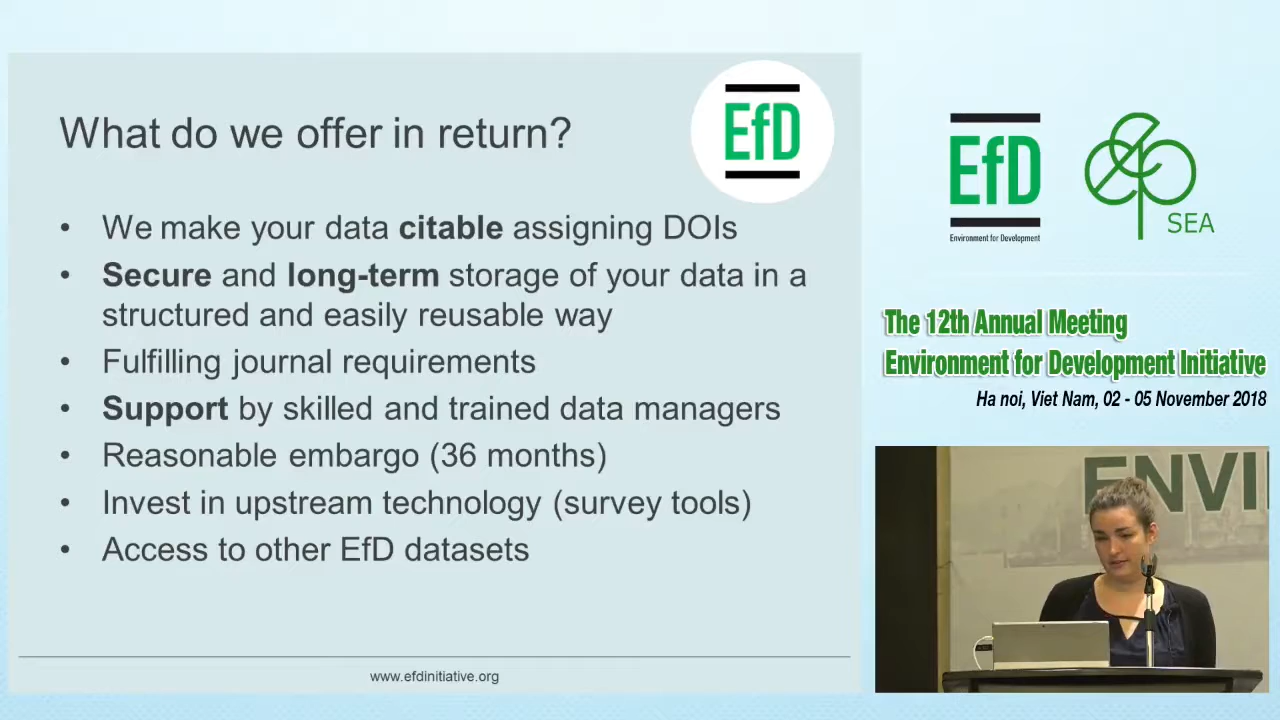 What do we offer in return?
EfD
• We make your data citable assigning DOIs
• Secure and long-term storage of your data in a
structured and easily reusable way
• Fulfilling journal requirements
• Support by skilled and trained data managers
• Reasonable embargo (36 months)
• Invest in upstream technology (survey tools)
• Access to other EfD datasets
www.efdinitiative.org
EfD
Environment for Development
SEA
The 12th Annual Meeting
Environment for Development Initiative
Ha noi, Viet Nam, 02 - 05 November 2018
ENVI